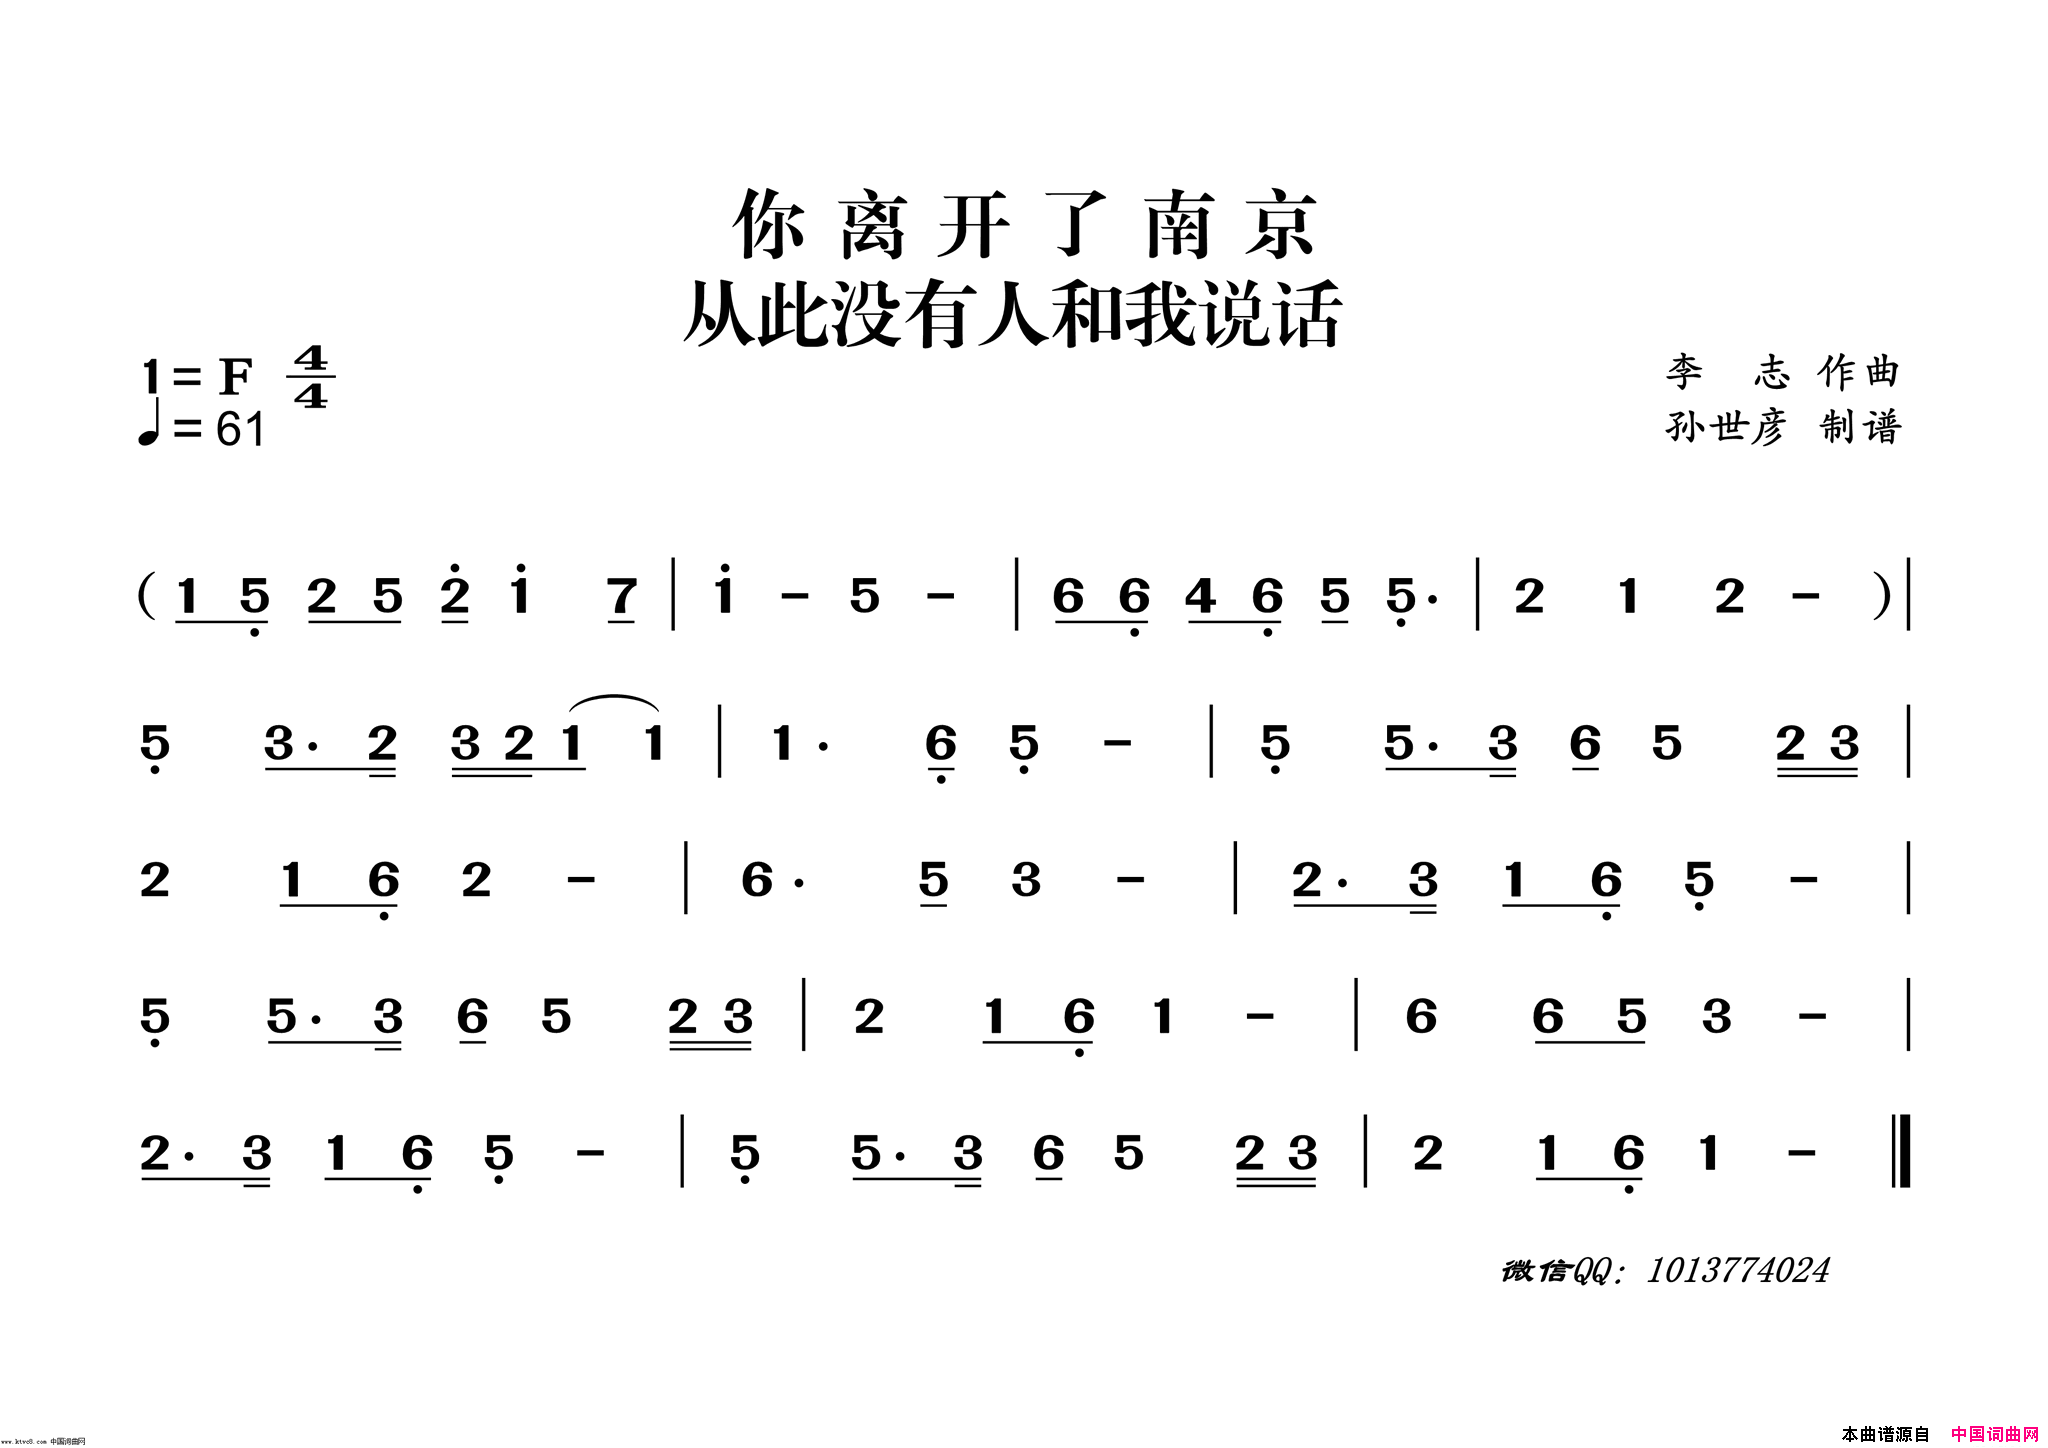 你离开了南京
从此没有人和我说话
1= F 4/4
李 志 作曲
♩= 61
孙世彦 制谱
( 1 5̣ 2 5 2̇ 1̇ 7 | 1̇ – 5 – | 6 6̣ 4 6̣ 5 5̣· | 2 1 2 – ) |
5̣ 3· 2 3 2 1 1 | 1· 6̣ 5̣ – | 5̣ 5· 3 6 5 2 3 |
2 1 6̣ 2 – | 6· 5 3 – | 2· 3 1 6̣ 5̣ – |
5̣ 5· 3 6 5 2 3 | 2 1 6̣ 1 – | 6 6 5 3 – |
2· 3 1 6̣ 5̣ – | 5̣ 5· 3 6 5 2 3 | 2 1 6̣ 1 – ‖
微信QQ：1013774024
本曲谱源自 中国词曲网
www.ktvc8.com 中国词曲网